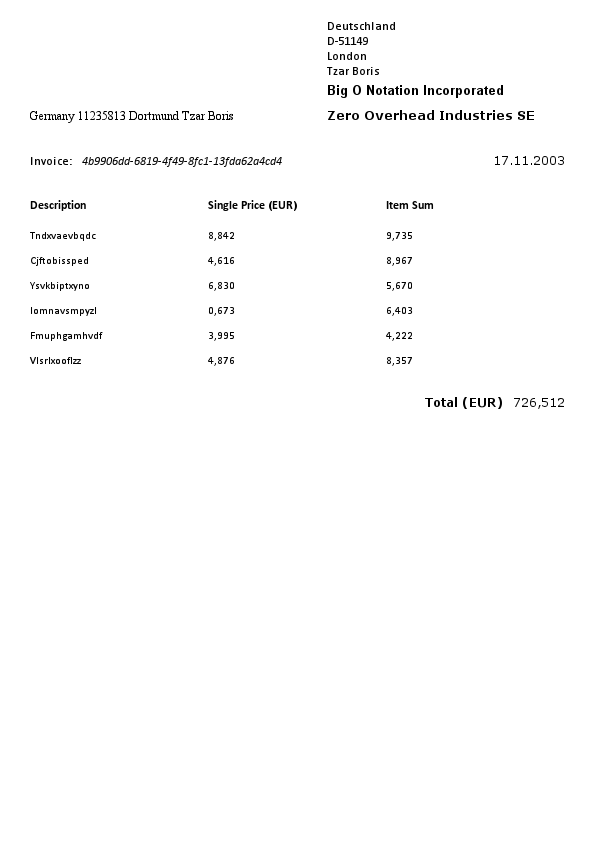 Deutschland
D-51149
London
Tzar Boris
Big O Notation Incorporated
Germany 11235813 Dortmund Tzar Boris Zero Overhead Industries SE
Invoice: 4b9906dd-6819-4f49-8fc1-13fda62a4cd4 17.11.2003
Description Single Price (EUR) Item Sum
Tndxvaevbqdc 8,842 9,735
Cjftobissped 4,616 8,967
Ysvkbiptxyno 6,830 5,670
Iomnavsmpyzl 0,673 6,403
Fmuphgamhvdf 3,995 4,222
Vlsrlxooflzz 4,876 8,357
Total (EUR) 726,512